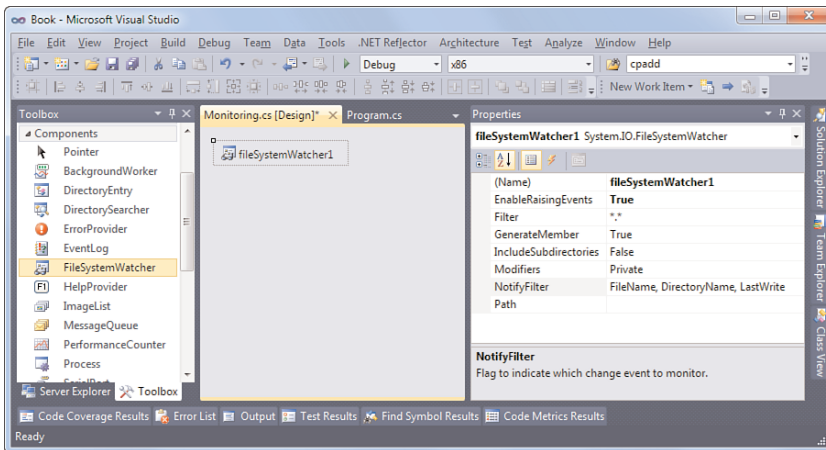 Book - Microsoft Visual Studio
File Edit View Project Build Debug Team Data Tools .NET Reflector Architecture Test Analyze Window Help
Debug x86 cpadd
New Work Item
Toolbox
Components
Pointer
BackgroundWorker
DirectoryEntry
DirectorySearcher
ErrorProvider
EventLog
FileSystemWatcher
HelpProvider
ImageList
MessageQueue
PerformanceCounter
Process
SerialPort
Server Explorer Toolbox
Monitoring.cs [Design]* Program.cs
fileSystemWatcher1
Properties
fileSystemWatcher1 System.IO.FileSystemWatcher
(Name) fileSystemWatcher1
EnableRaisingEvents True
Filter *.*
GenerateMember True
IncludeSubdirectories False
Modifiers Private
NotifyFilter FileName, DirectoryName, LastWrite
Path
NotifyFilter
Flag to indicate which change event to monitor.
Solution Explorer
Team Explorer
Class View
Code Coverage Results Error List Output Test Results Find Symbol Results Code Metrics Results
Ready